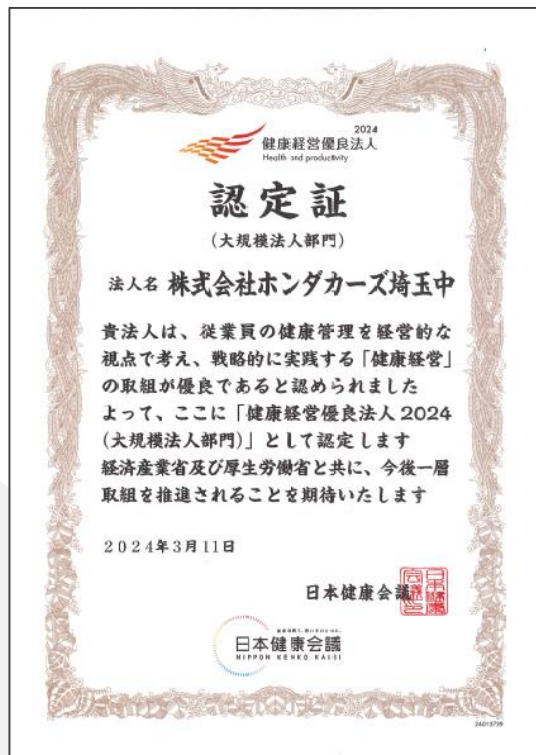 2024
健康経営優良法人
Health and productivity
認定証
(大規模法人部門)
法人名 株式会社ホンダカーズ埼玉中
貴法人は、従業員の健康管理を経営的な
視点で考え、戦略的に実践する「健康経営」
の取組が優良であると認められました
よって、ここに「健康経営優良法人2024
(大規模法人部門)」として認定します
経済産業省及び厚生労働省と共に、今後一層
取組を推進されることを期待いたします
2024年3月11日
日本健康会議
日本健康会議
NIPPON KENKO KAIGI